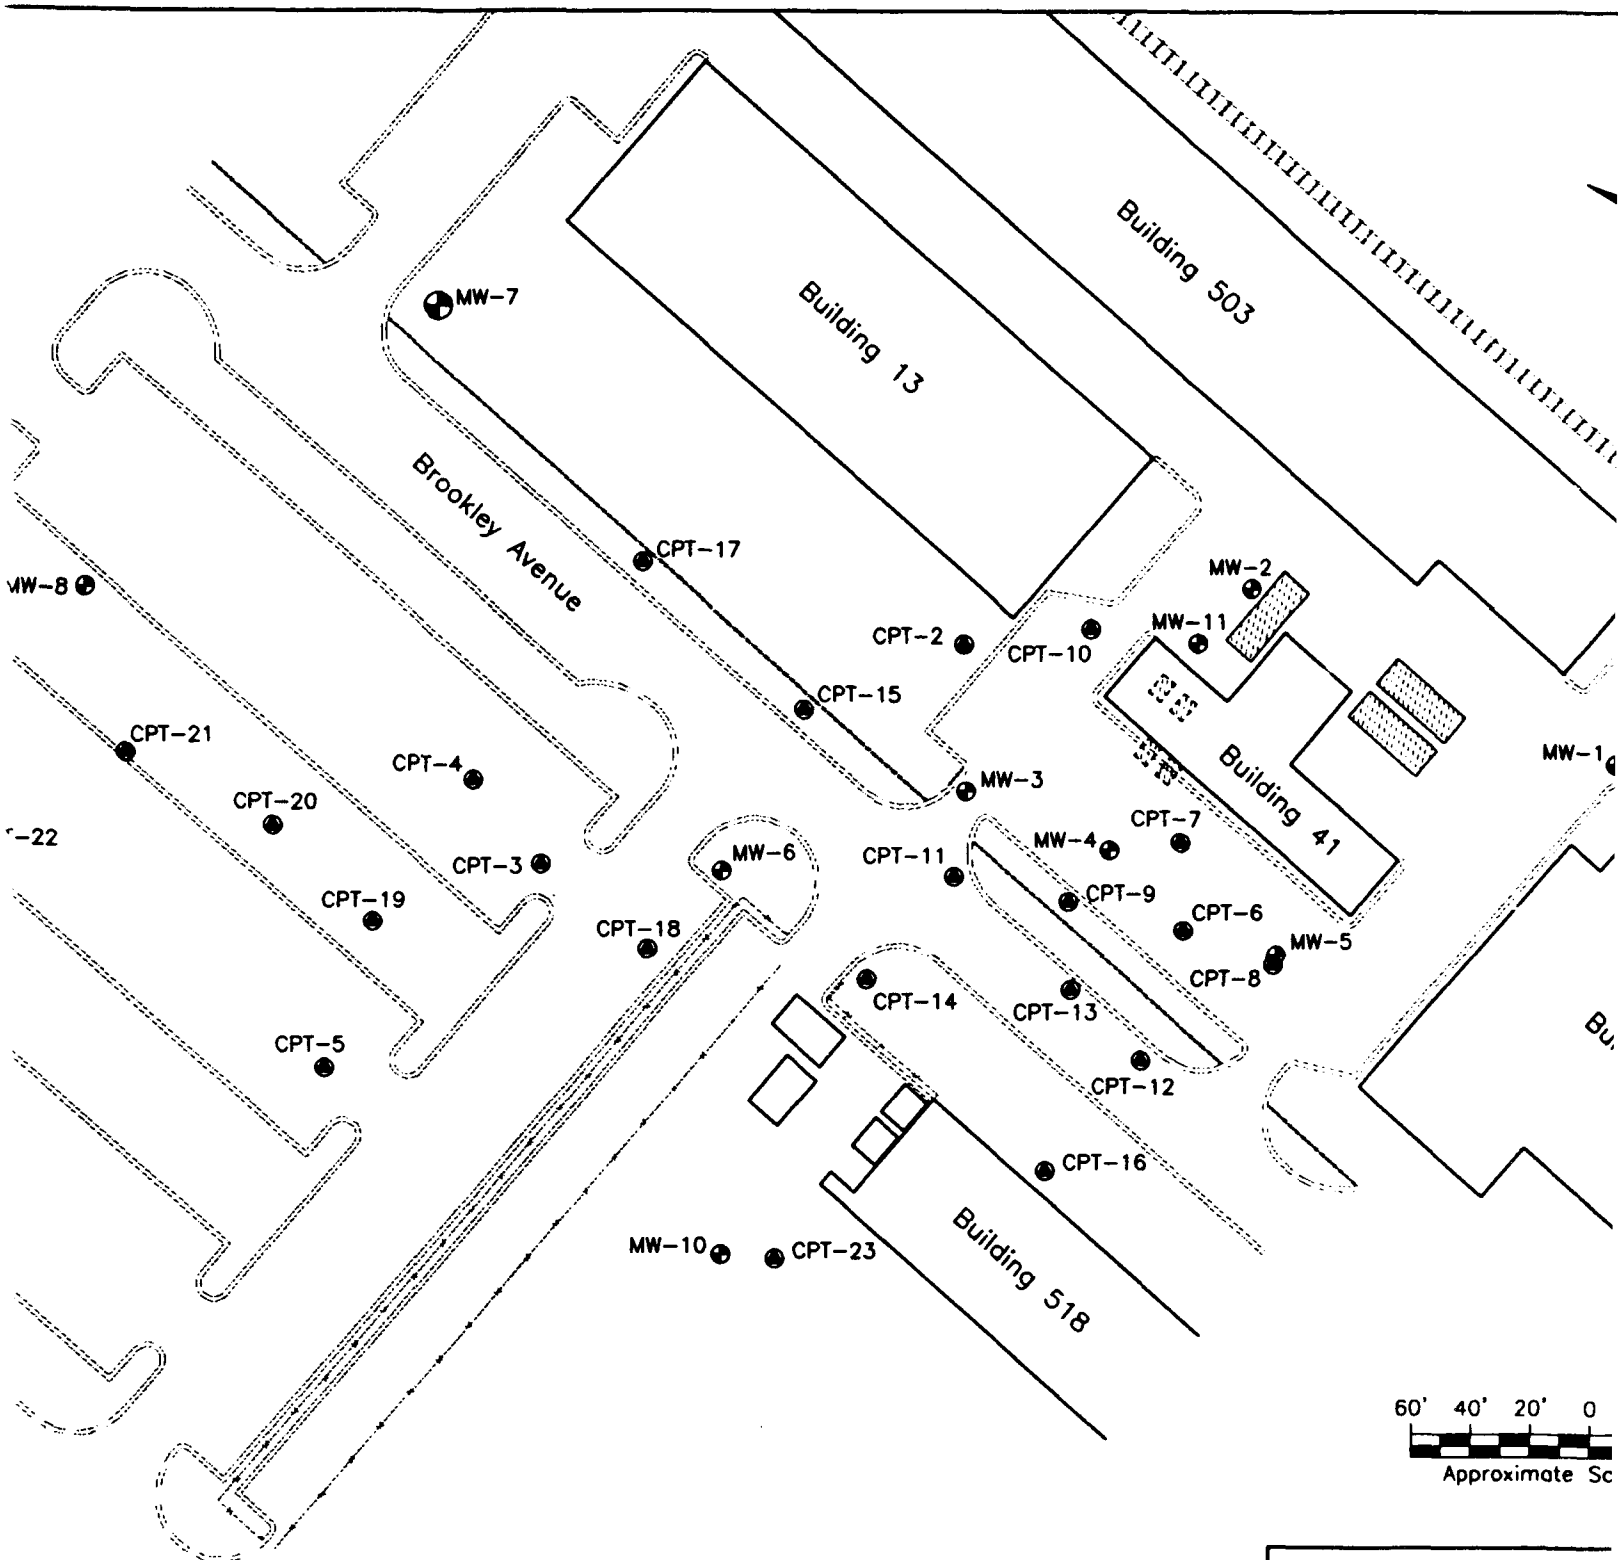 Building 503
MW-7
Building 13
Brookley Avenue
CPT-17
MW-2
MW-8
MW-11
CPT-2
CPT-10
CPT-15
CPT-21
CPT-4
MW-3
MW-1
Building 41
CPT-20
CPT-7
-22
MW-4
CPT-3
MW-6
CPT-11
CPT-9
CPT-19
CPT-6
CPT-18
MW-5
CPT-8
CPT-14
CPT-13
Bu
CPT-5
CPT-12
CPT-16
MW-10
CPT-23
Building 518
60' 40' 20' 0
Approximate Sc